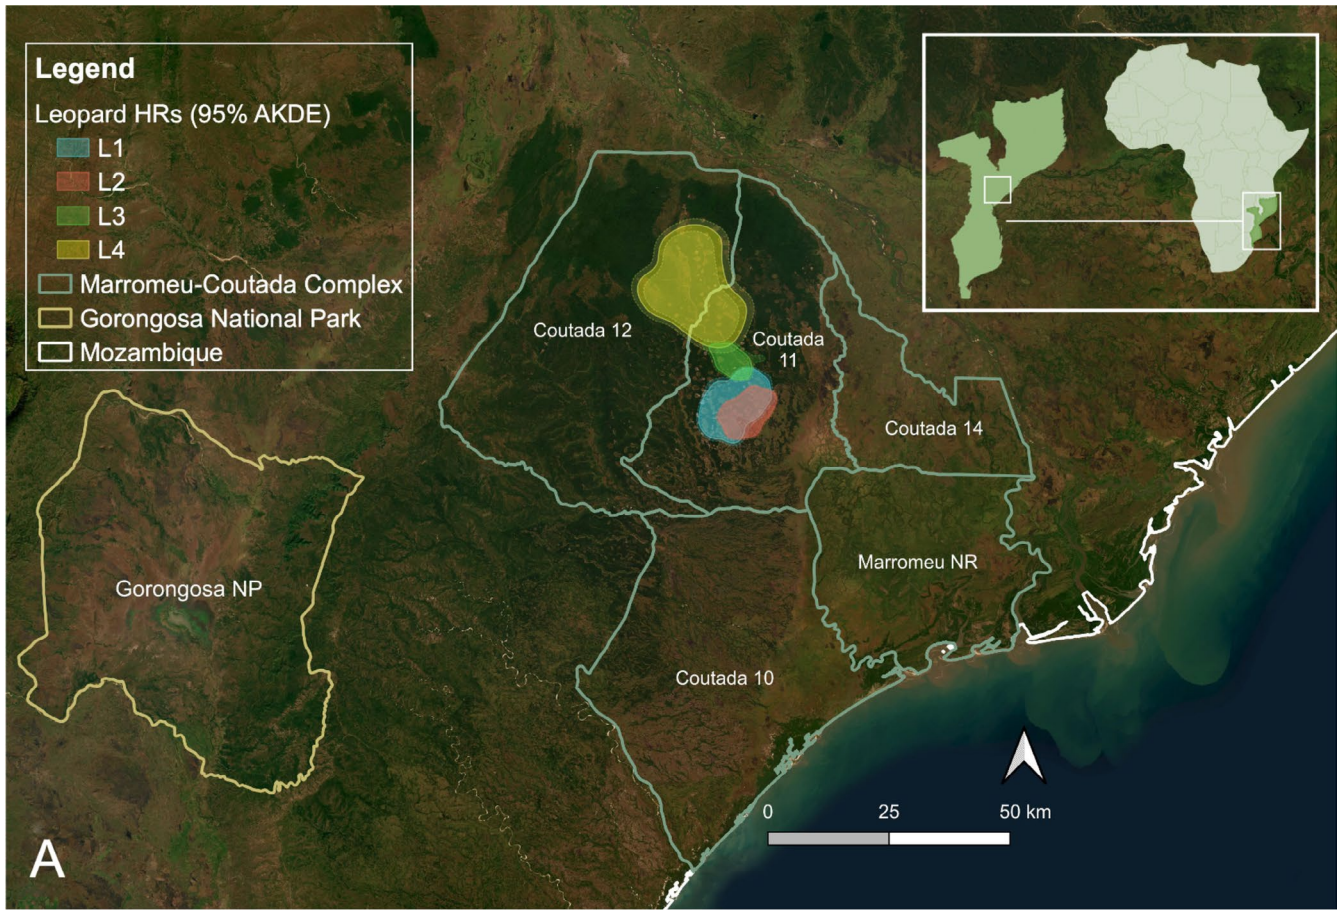 Legend
Leopard HRs (95% AKDE)
L1
L2
L3
L4
Marromeu-Coutada Complex
Gorongosa National Park
Mozambique
Coutada 12
Coutada
11
Coutada 14
Gorongosa NP
Marromeu NR
Coutada 10
0 25 50 km
A